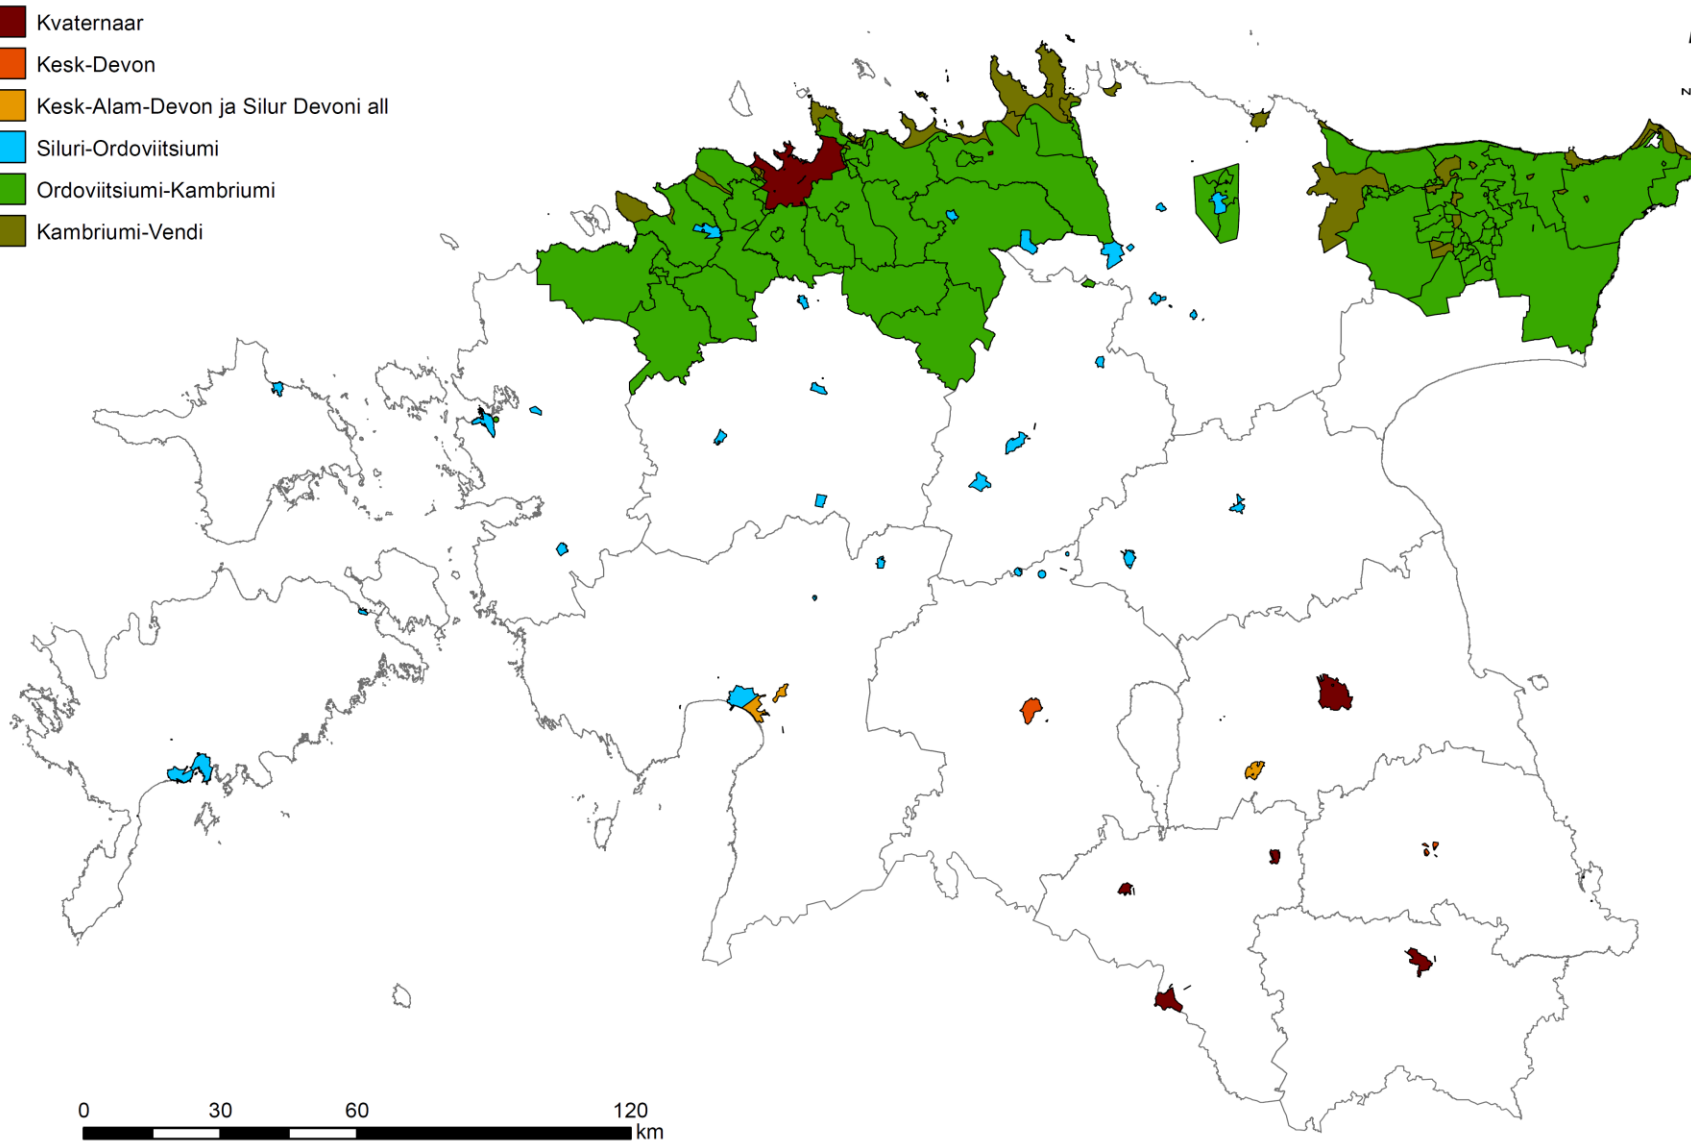 Kvaternaar
Kesk-Devon
Kesk-Alam-Devon ja Silur Devoni all
Siluri-Ordoviitsiumi
Ordoviitsiumi-Kambriumi
Kambriumi-Vendi
z
0 30 60 120
km